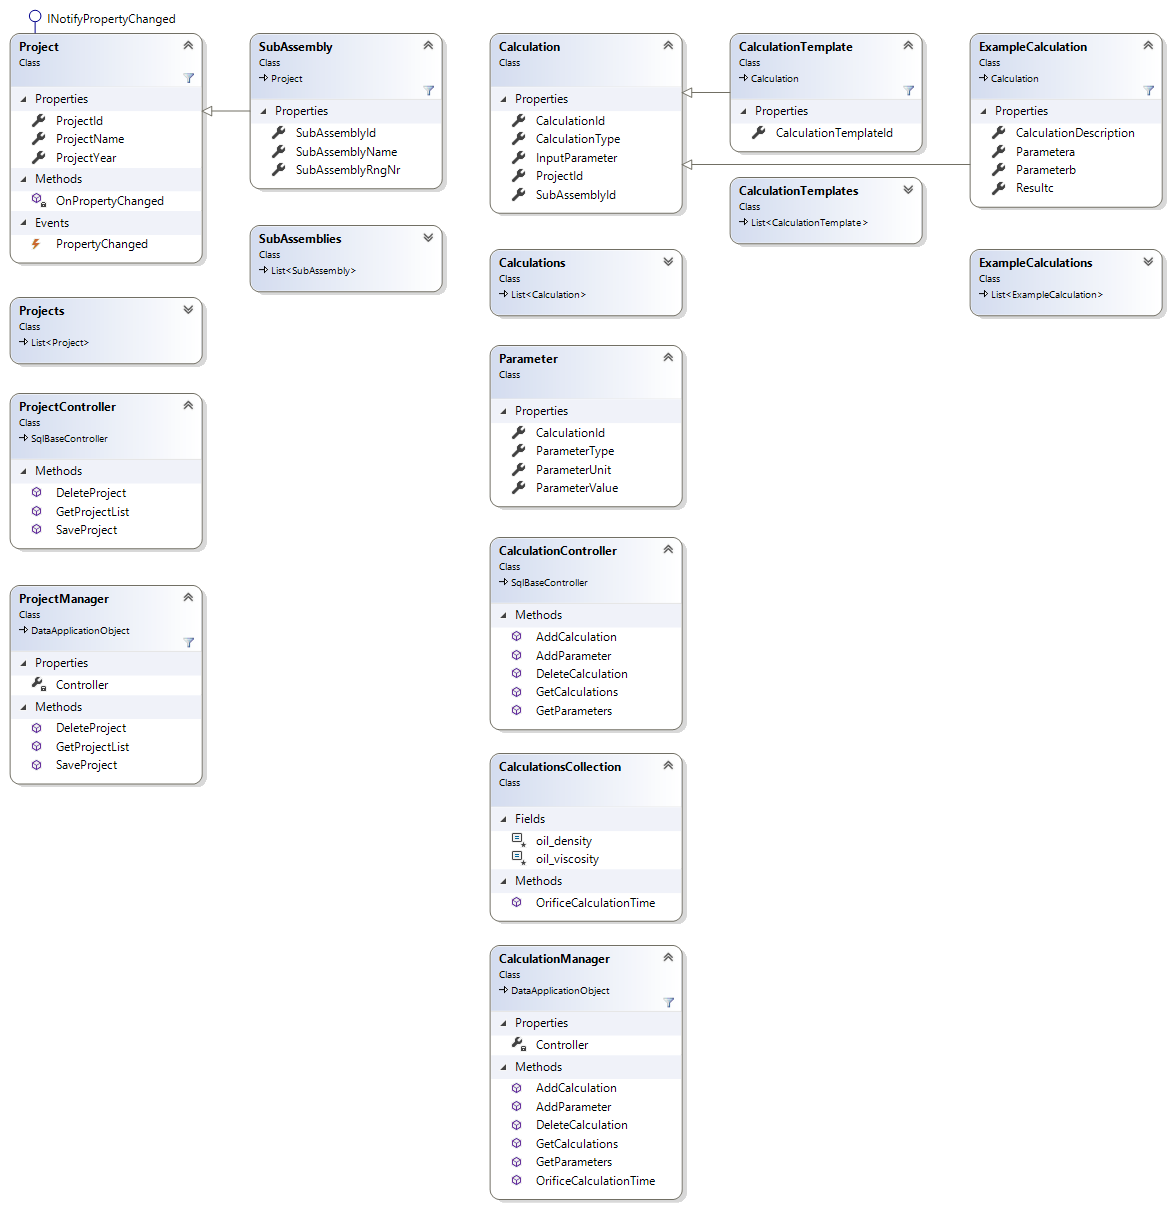 INotifyPropertyChanged
Project
Class
Properties
ProjectId
ProjectName
ProjectYear
Methods
OnPropertyChanged
Events
PropertyChanged
Projects
Class
List<Project>
ProjectController
Class
SqlBaseController
Methods
DeleteProject
GetProjectList
SaveProject
ProjectManager
Class
DataApplicationObject
Properties
Controller
Methods
DeleteProject
GetProjectList
SaveProject
SubAssembly
Class
Project
Properties
SubAssemblyId
SubAssemblyName
SubAssemblyRngNr
SubAssemblies
Class
List<SubAssembly>
Calculation
Class
Properties
CalculationId
CalculationType
InputParameter
ProjectId
SubAssemblyId
Calculations
Class
List<Calculation>
Parameter
Class
Properties
CalculationId
ParameterType
ParameterUnit
ParameterValue
CalculationController
Class
SqlBaseController
Methods
AddCalculation
AddParameter
DeleteCalculation
GetCalculations
GetParameters
CalculationsCollection
Class
Fields
oil_density
oil_viscosity
Methods
OrificeCalculationTime
CalculationManager
Class
DataApplicationObject
Properties
Controller
Methods
AddCalculation
AddParameter
DeleteCalculation
GetCalculations
GetParameters
OrificeCalculationTime
CalculationTemplate
Class
Calculation
Properties
CalculationTemplateId
CalculationTemplates
Class
List<CalculationTemplate>
ExampleCalculation
Class
Calculation
Properties
CalculationDescription
Parametera
Parameterb
Resultc
ExampleCalculations
Class
List<ExampleCalculation>